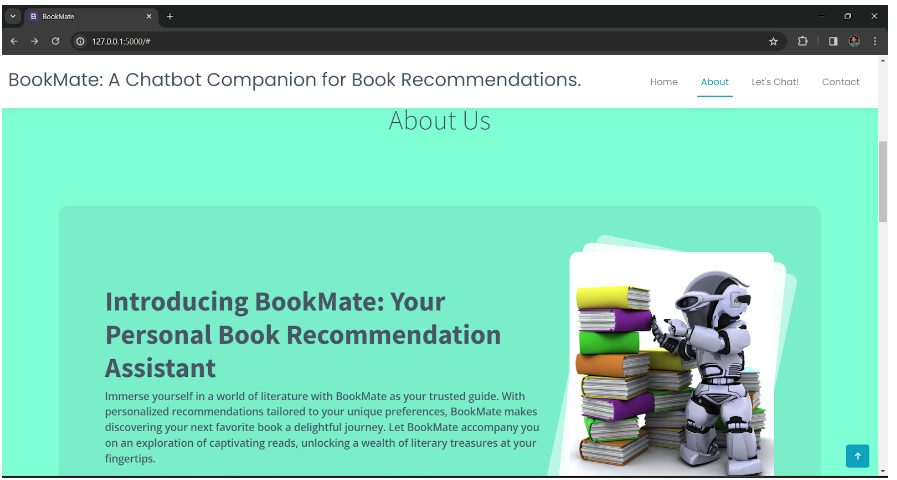 B BookMate
127.0.0.1:5000/#
BookMate: A Chatbot Companion for Book Recommendations.
Home About Let's Chat! Contact
About Us
Introducing BookMate: Your
Personal Book Recommendation
Assistant
Immerse yourself in a world of literature with BookMate as your trusted guide. With
personalized recommendations tailored to your unique preferences, BookMate makes
discovering your next favorite book a delightful journey. Let BookMate accompany you
on an exploration of captivating reads, unlocking a wealth of literary treasures at your
fingertips.